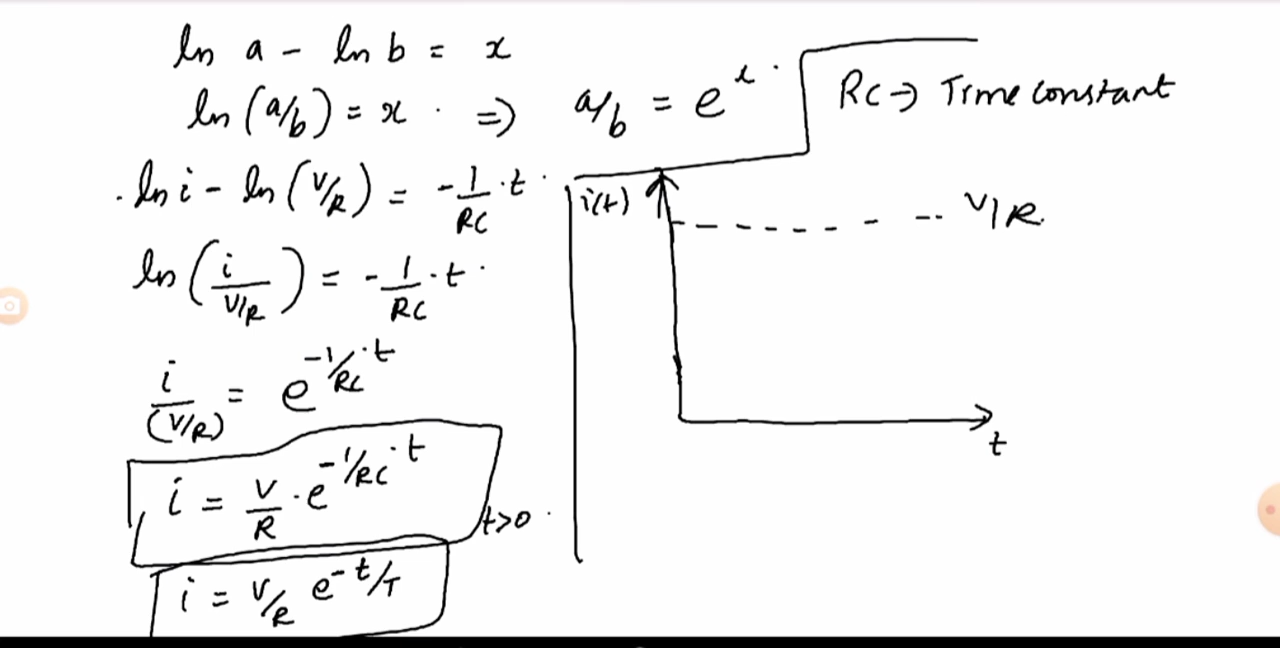 ln a - ln b = x
ln (a/b) = x . => a/b = e^x .
RC → Time constant
. ln i - ln (V/R) = - 1/RC . t .
ln (i / V/R) = - 1/RC . t .
i / (V/R) = e^(-1/RC . t)
i = V/R . e^(-1/RC . t) t>0 .
i = V/R e^(-t/T)
i(t)
V/R.
t